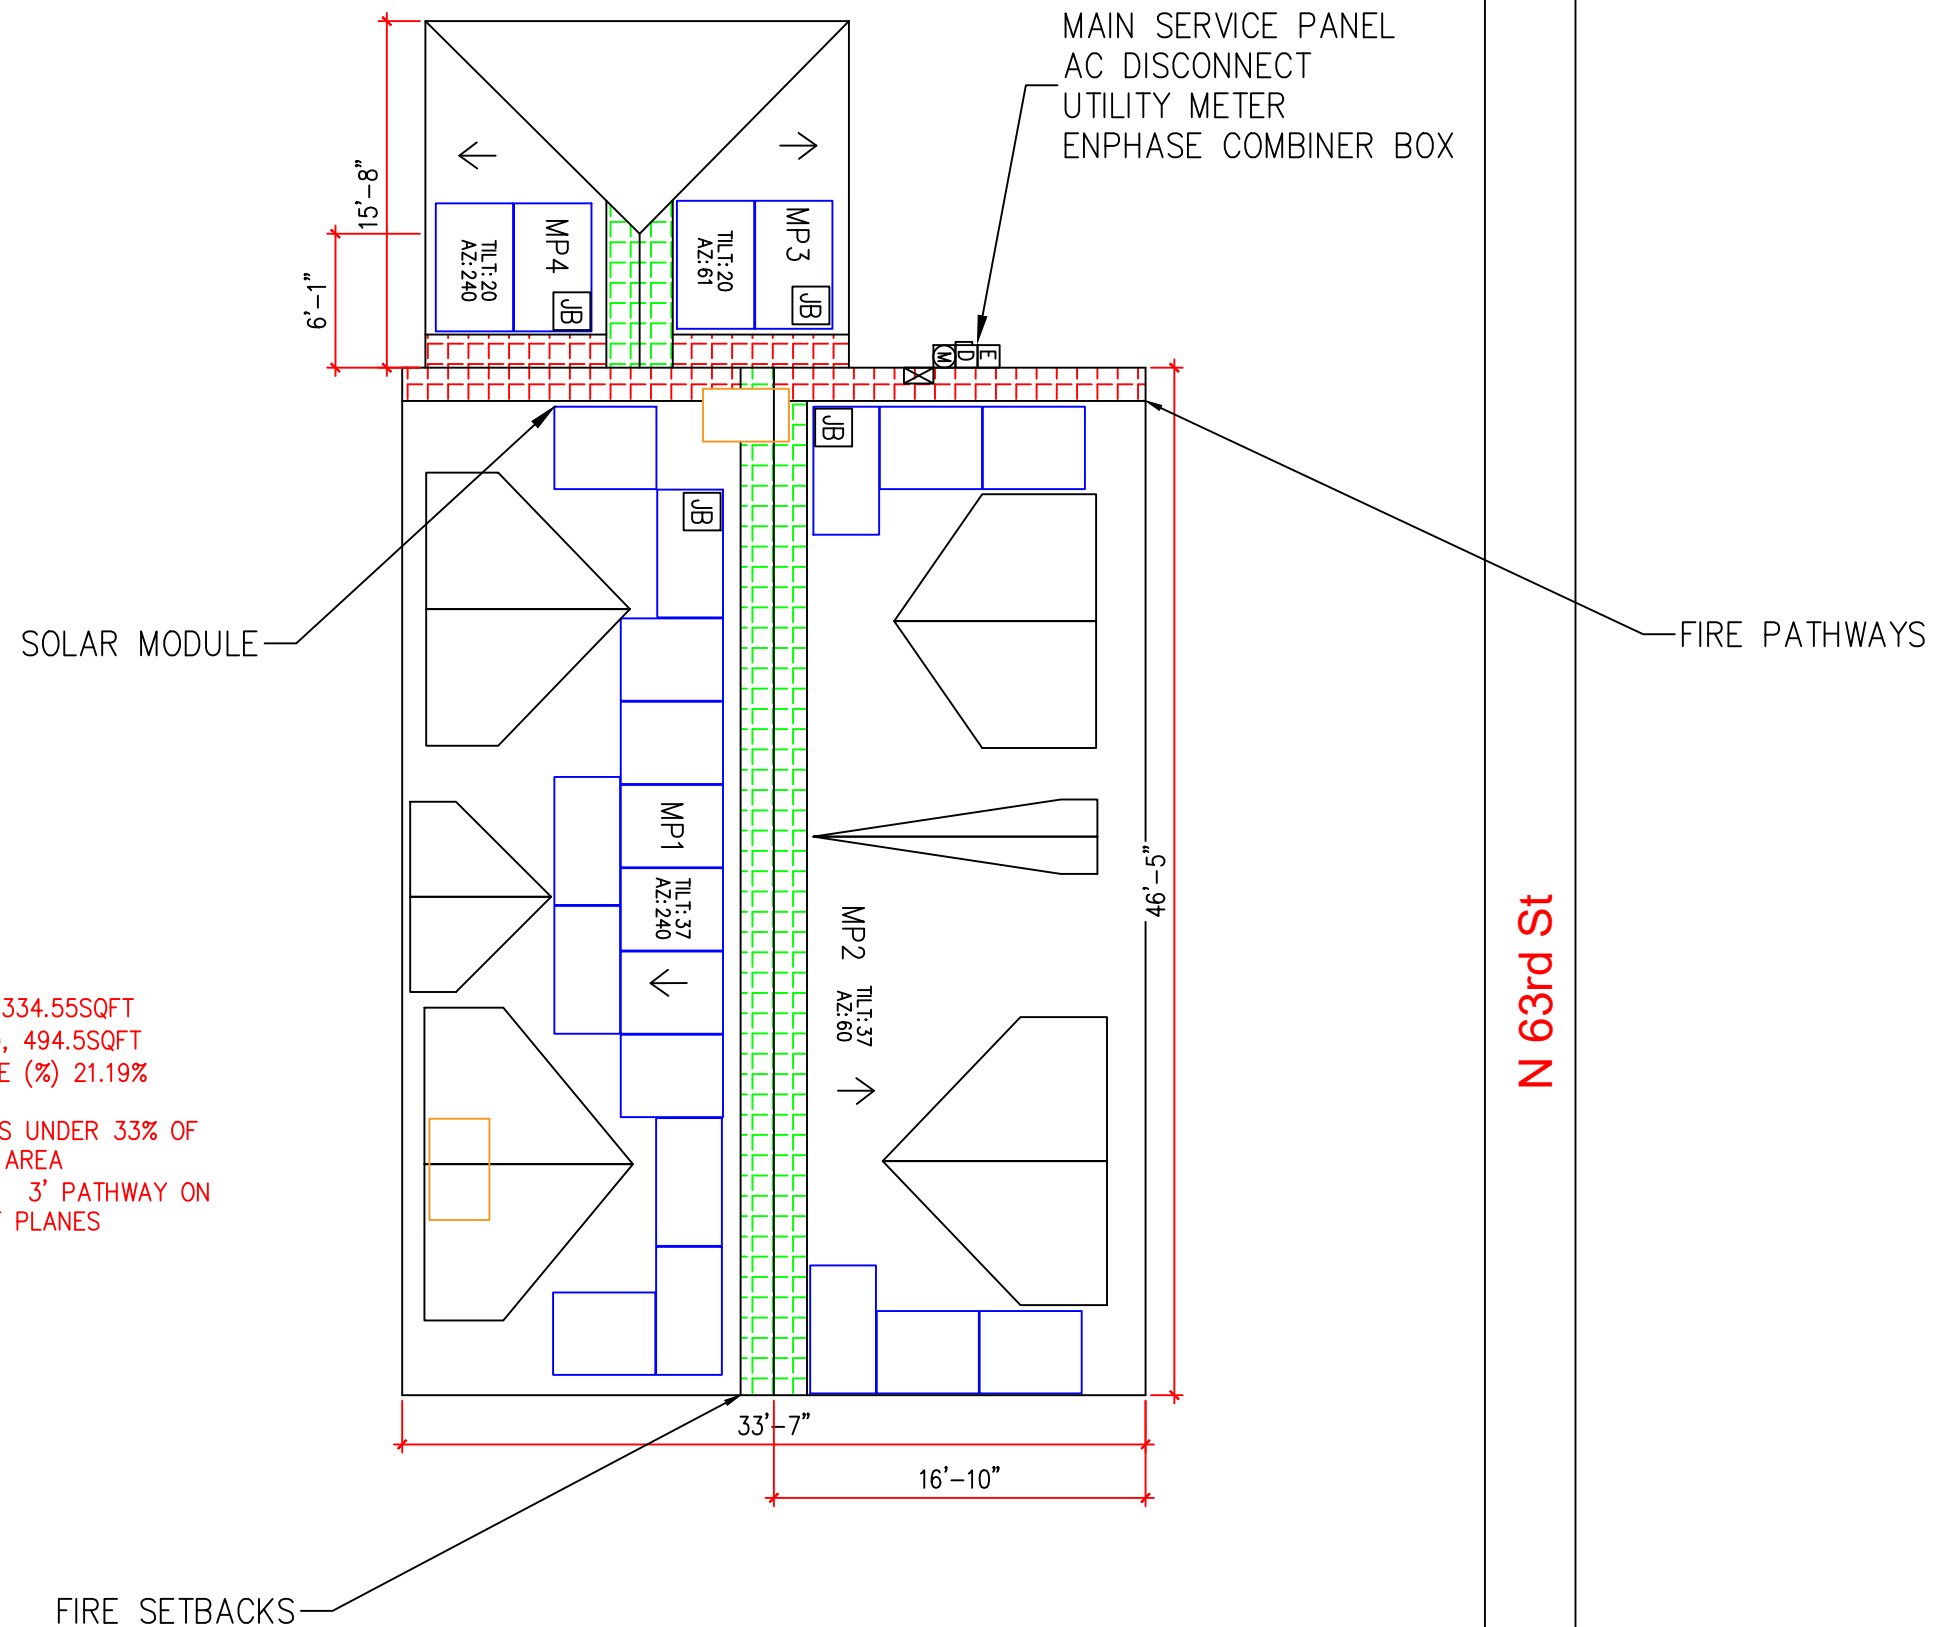 MAIN SERVICE PANEL
AC DISCONNECT
UTILITY METER
ENPHASE COMBINER BOX
15'-8"
6'-1"
MP4
TILT:20
AZ:240
JB
MP3
TILT:20
AZ:61
JB
M
D
E
JB
JB
SOLAR MODULE
FIRE PATHWAYS
MP1
TILT:37
AZ:240
MP2
TILT:37
AZ:60
46'-5"
N 63rd St
334.55SQFT
, 494.5SQFT
E (%) 21.19%
S UNDER 33% OF
AREA
3' PATHWAY ON
PLANES
33'-7"
16'-10"
FIRE SETBACKS